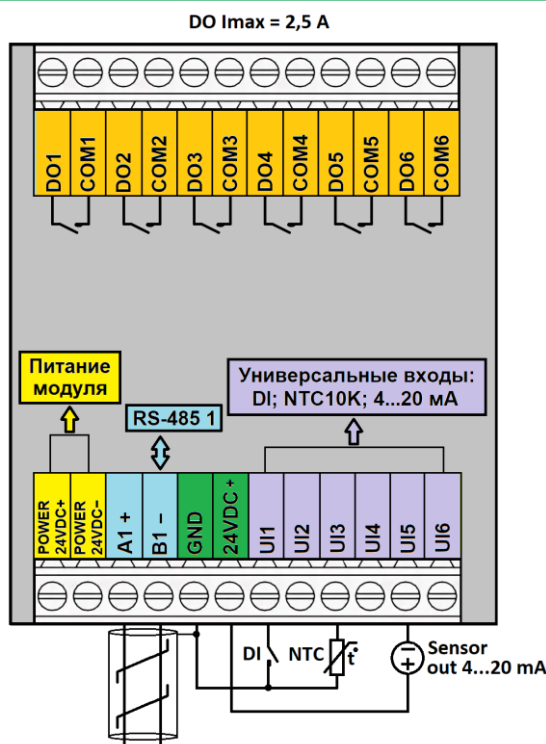 DO Imax = 2,5 A
DO1
COM1
DO2
COM2
DO3
COM3
DO4
COM4
DO5
COM5
DO6
COM6
Питание
модуля
RS-485 1
Универсальные входы:
DI; NTC10K; 4...20 мА
POWER
24VDC+
POWER
24VDC−
A1 +
B1 −
GND
24VDC +
UI1
UI2
UI3
UI4
UI5
UI6
DI
NTC
t°
Sensor
out 4...20 mA